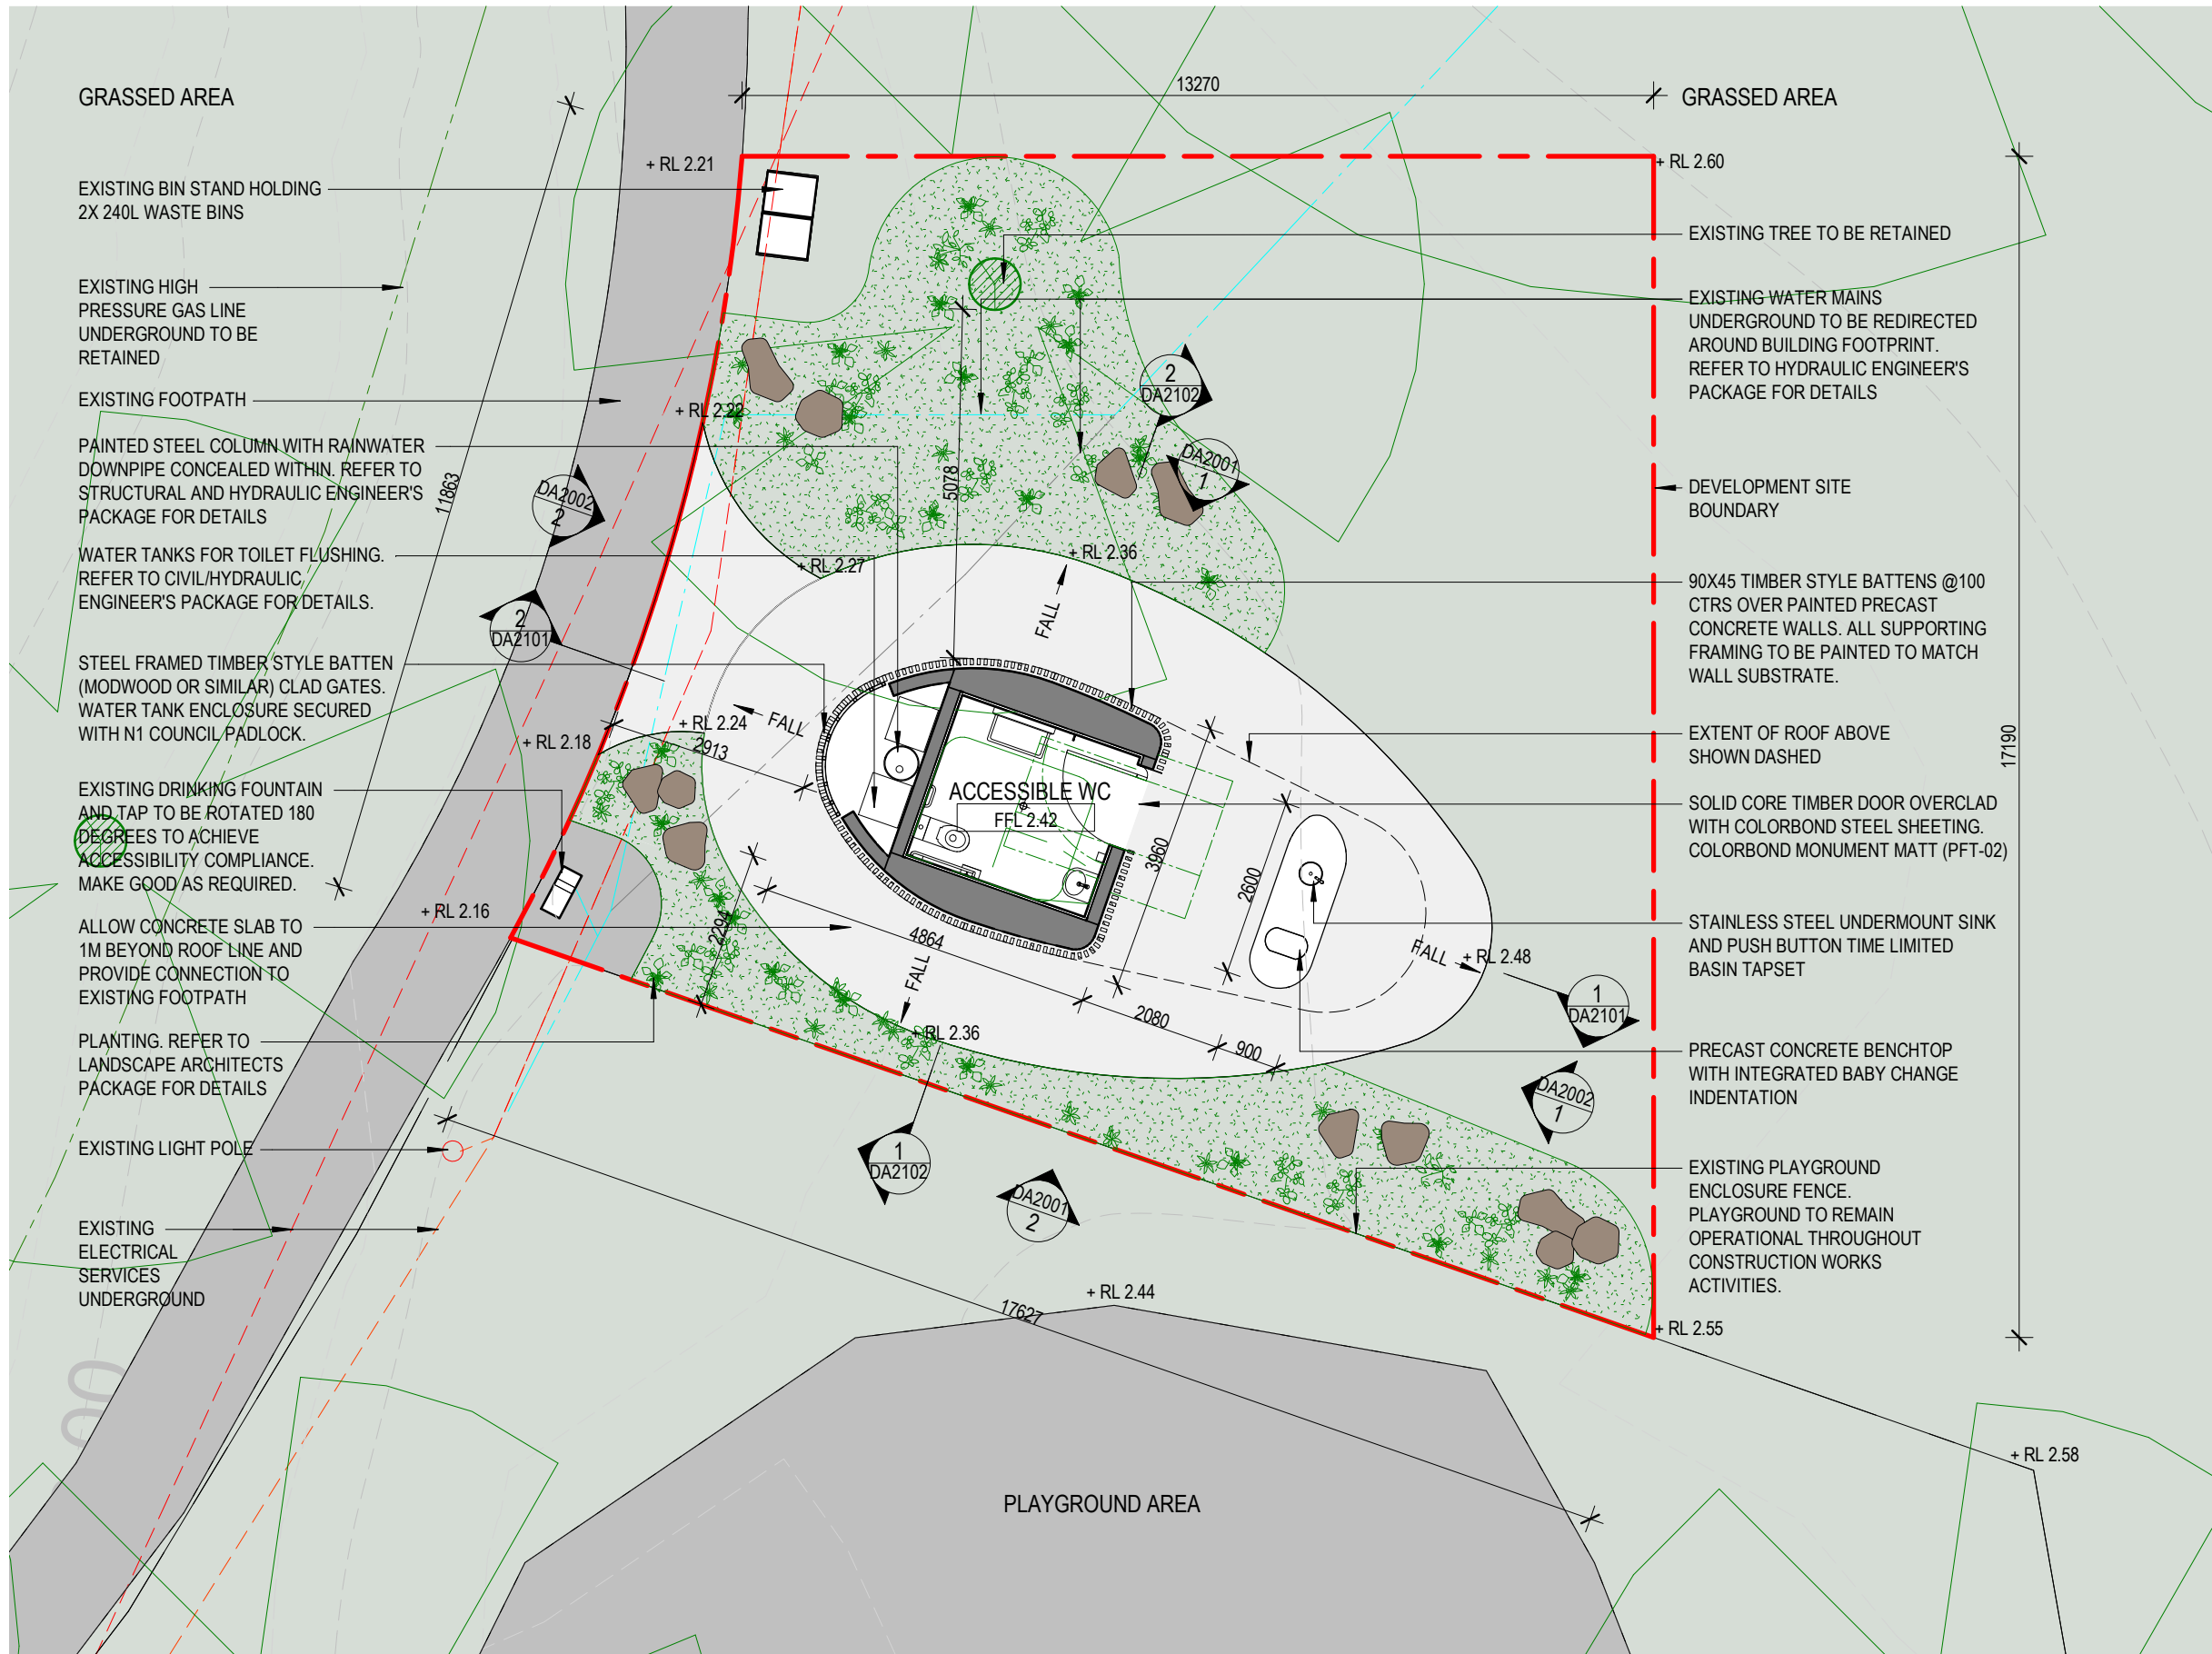 GRASSED AREA
13270
GRASSED AREA
+ RL 2.21
+ RL 2.60
EXISTING BIN STAND HOLDING
2X 240L WASTE BINS
EXISTING HIGH
PRESSURE GAS LINE
UNDERGROUND TO BE
RETAINED
EXISTING FOOTPATH
PAINTED STEEL COLUMN WITH RAINWATER
DOWNPIPE CONCEALED WITHIN. REFER TO
STRUCTURAL AND HYDRAULIC ENGINEER'S
PACKAGE FOR DETAILS
WATER TANKS FOR TOILET FLUSHING.
REFER TO CIVIL/HYDRAULIC
ENGINEER'S PACKAGE FOR DETAILS.
STEEL FRAMED TIMBER STYLE BATTEN
(MODWOOD OR SIMILAR) CLAD GATES.
WATER TANK ENCLOSURE SECURED
WITH N1 COUNCIL PADLOCK.
EXISTING DRINKING FOUNTAIN
AND TAP TO BE ROTATED 180
DEGREES TO ACHIEVE
ACCESSIBILITY COMPLIANCE.
MAKE GOOD AS REQUIRED.
ALLOW CONCRETE SLAB TO
1M BEYOND ROOF LINE AND
PROVIDE CONNECTION TO
EXISTING FOOTPATH
PLANTING. REFER TO
LANDSCAPE ARCHITECTS
PACKAGE FOR DETAILS
EXISTING LIGHT POLE
EXISTING
ELECTRICAL
SERVICES
UNDERGROUND
00
11863
+ RL 2.22
5078
2
DA2102
DA2001
1
DA2002
2
+ RL 2.27
+ RL 2.36
FALL
2
DA2101
+ RL 2.24
FALL
+ RL 2.18
2913
ACCESSIBLE WC
FFL 2.42
3960
2600
+ RL 2.16
2294
4864
FALL
FALL
+ RL 2.48
+ RL 2.36
2080
900
1
DA2101
DA2002
1
1
DA2102
DA2001
2
+ RL 2.44
17627
+ RL 2.55
+ RL 2.58
PLAYGROUND AREA
17190
EXISTING TREE TO BE RETAINED
EXISTING WATER MAINS
UNDERGROUND TO BE REDIRECTED
AROUND BUILDING FOOTPRINT.
REFER TO HYDRAULIC ENGINEER'S
PACKAGE FOR DETAILS
DEVELOPMENT SITE
BOUNDARY
90X45 TIMBER STYLE BATTENS @100
CTRS OVER PAINTED PRECAST
CONCRETE WALLS. ALL SUPPORTING
FRAMING TO BE PAINTED TO MATCH
WALL SUBSTRATE.
EXTENT OF ROOF ABOVE
SHOWN DASHED
SOLID CORE TIMBER DOOR OVERCLAD
WITH COLORBOND STEEL SHEETING.
COLORBOND MONUMENT MATT (PFT-02)
STAINLESS STEEL UNDERMOUNT SINK
AND PUSH BUTTON TIME LIMITED
BASIN TAPSET
PRECAST CONCRETE BENCHTOP
WITH INTEGRATED BABY CHANGE
INDENTATION
EXISTING PLAYGROUND
ENCLOSURE FENCE.
PLAYGROUND TO REMAIN
OPERATIONAL THROUGHOUT
CONSTRUCTION WORKS
ACTIVITIES.